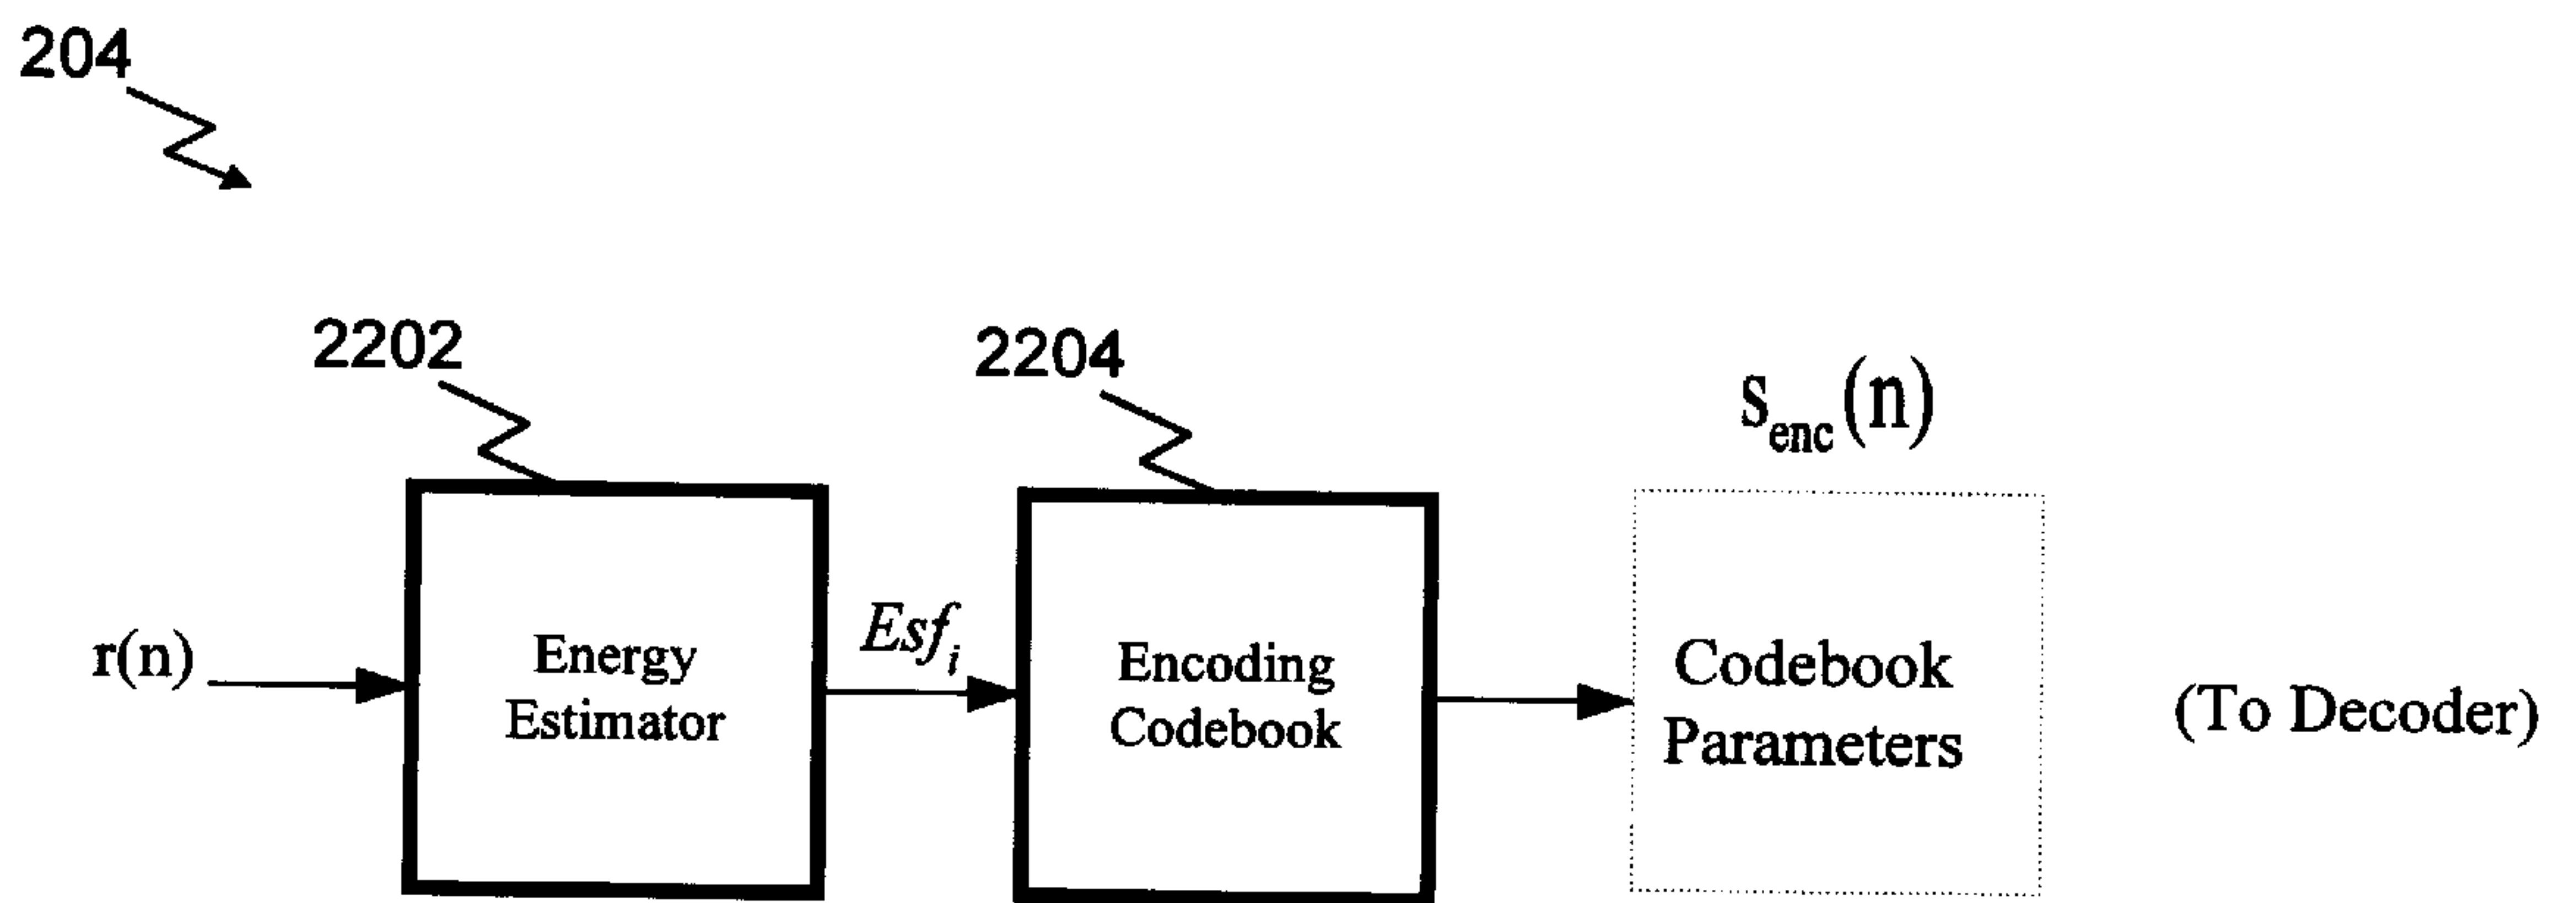 204
2202
2204
s_enc(n)
r(n)
Energy
Estimator
Esf_i
Encoding
Codebook
Codebook
Parameters
(To Decoder)